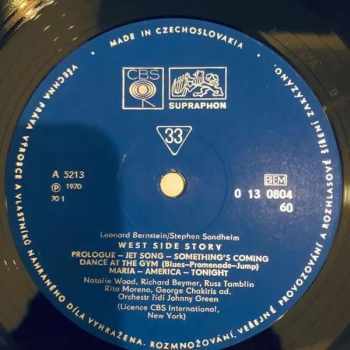 MADE IN CZECHOSLOVAKIA
CBS
SUPRAPHON
33
A 5213
Ⓟ 1970
70 1
BIEM
0 13 0804
60
Leonard Bernstein/Stephen Sondheim
WEST SIDE STORY
PROLOGUE – JET SONG – SOMETHING'S COMING
DANCE AT THE GYM (Blues–Promenade–Jump)
MARIA – AMERICA – TONIGHT
Natalie Wood, Richard Beymer, Russ Tamblin
Rita Moreno, George Chakiris ad.
Orchestr řídí Johnny Green
(Licence CBS International,
New York)
VŠECHNA PRÁVA VÝROBCE A VLASTNÍKŮ NAHRANÉHO DÍLA VYHRAŽENA. ROZMNOŽOVÁNÍ, VEŘEJNÉ PROVOZOVÁNÍ A ROZHLASOVÉ ŠÍŘENÍ ZAKÁZÁNO.